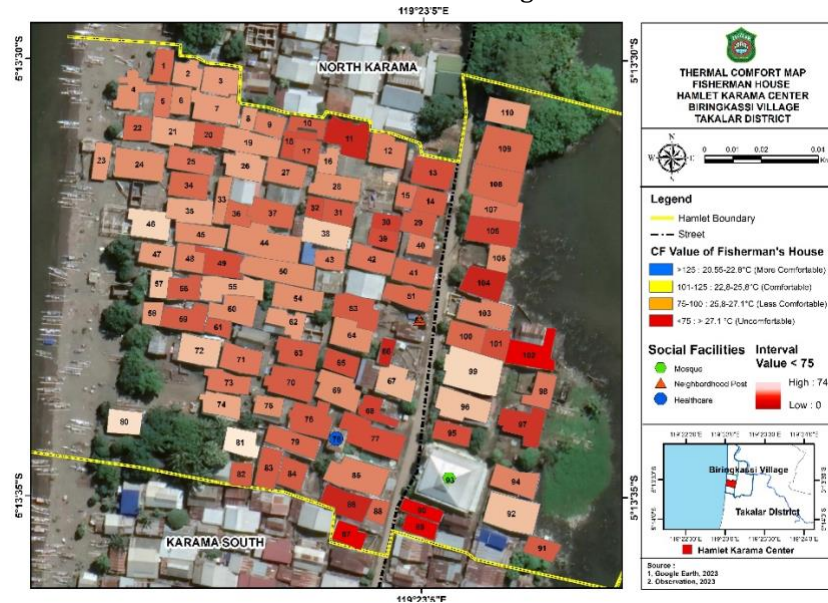 119°23'5"E
5°13'30"S
5°13'30"S
NORTH KARAMA
KARAMA SOUTH
5°13'35"S
5°13'35"S
119°23'5"E
1
2
3
4
5
6
7
8
9
10
11
12
13
14
15
16
17
18
19
20
21
22
23
24
25
26
27
28
29
30
31
32
33
34
35
36
37
38
39
40
41
42
43
44
45
46
47
48
49
50
51
53
54
55
57
58
60
61
62
63
64
65
66
67
68
69
70
71
72
73
74
75
76
77
79
80
81
82
83
84
85
86
87
88
91
92
94
95
96
97
98
99
100
101
102
103
104
105
106
107
108
109
110
THERMAL COMFORT MAP
FISHERMAN HOUSE
HAMLET KARAMA CENTER
BIRINGKASSI VILLAGE
TAKALAR DISTRICT
N
W
E
S
0 0.01 0.01
Legend
Hamlet Boundary
Street
CF Value of Fisherman's House
>125 : 20.55-22.8°C (More Comfortable)
101-125 : 22,8-25,8°C (Comfortable)
75-100 : 25,8-27.1°C (Less Comfortable)
<75 : > 27.1 °C (Uncomfortable)
Social Facilities
Mosque
Neighborhood Post
Healthcare
Interval
Value < 75
High : 74
Low : 0
Biringkassi Village
Takalar District
Hamlet Karama Center
Source :
1. Google Earth, 2023
2. Observation, 2023